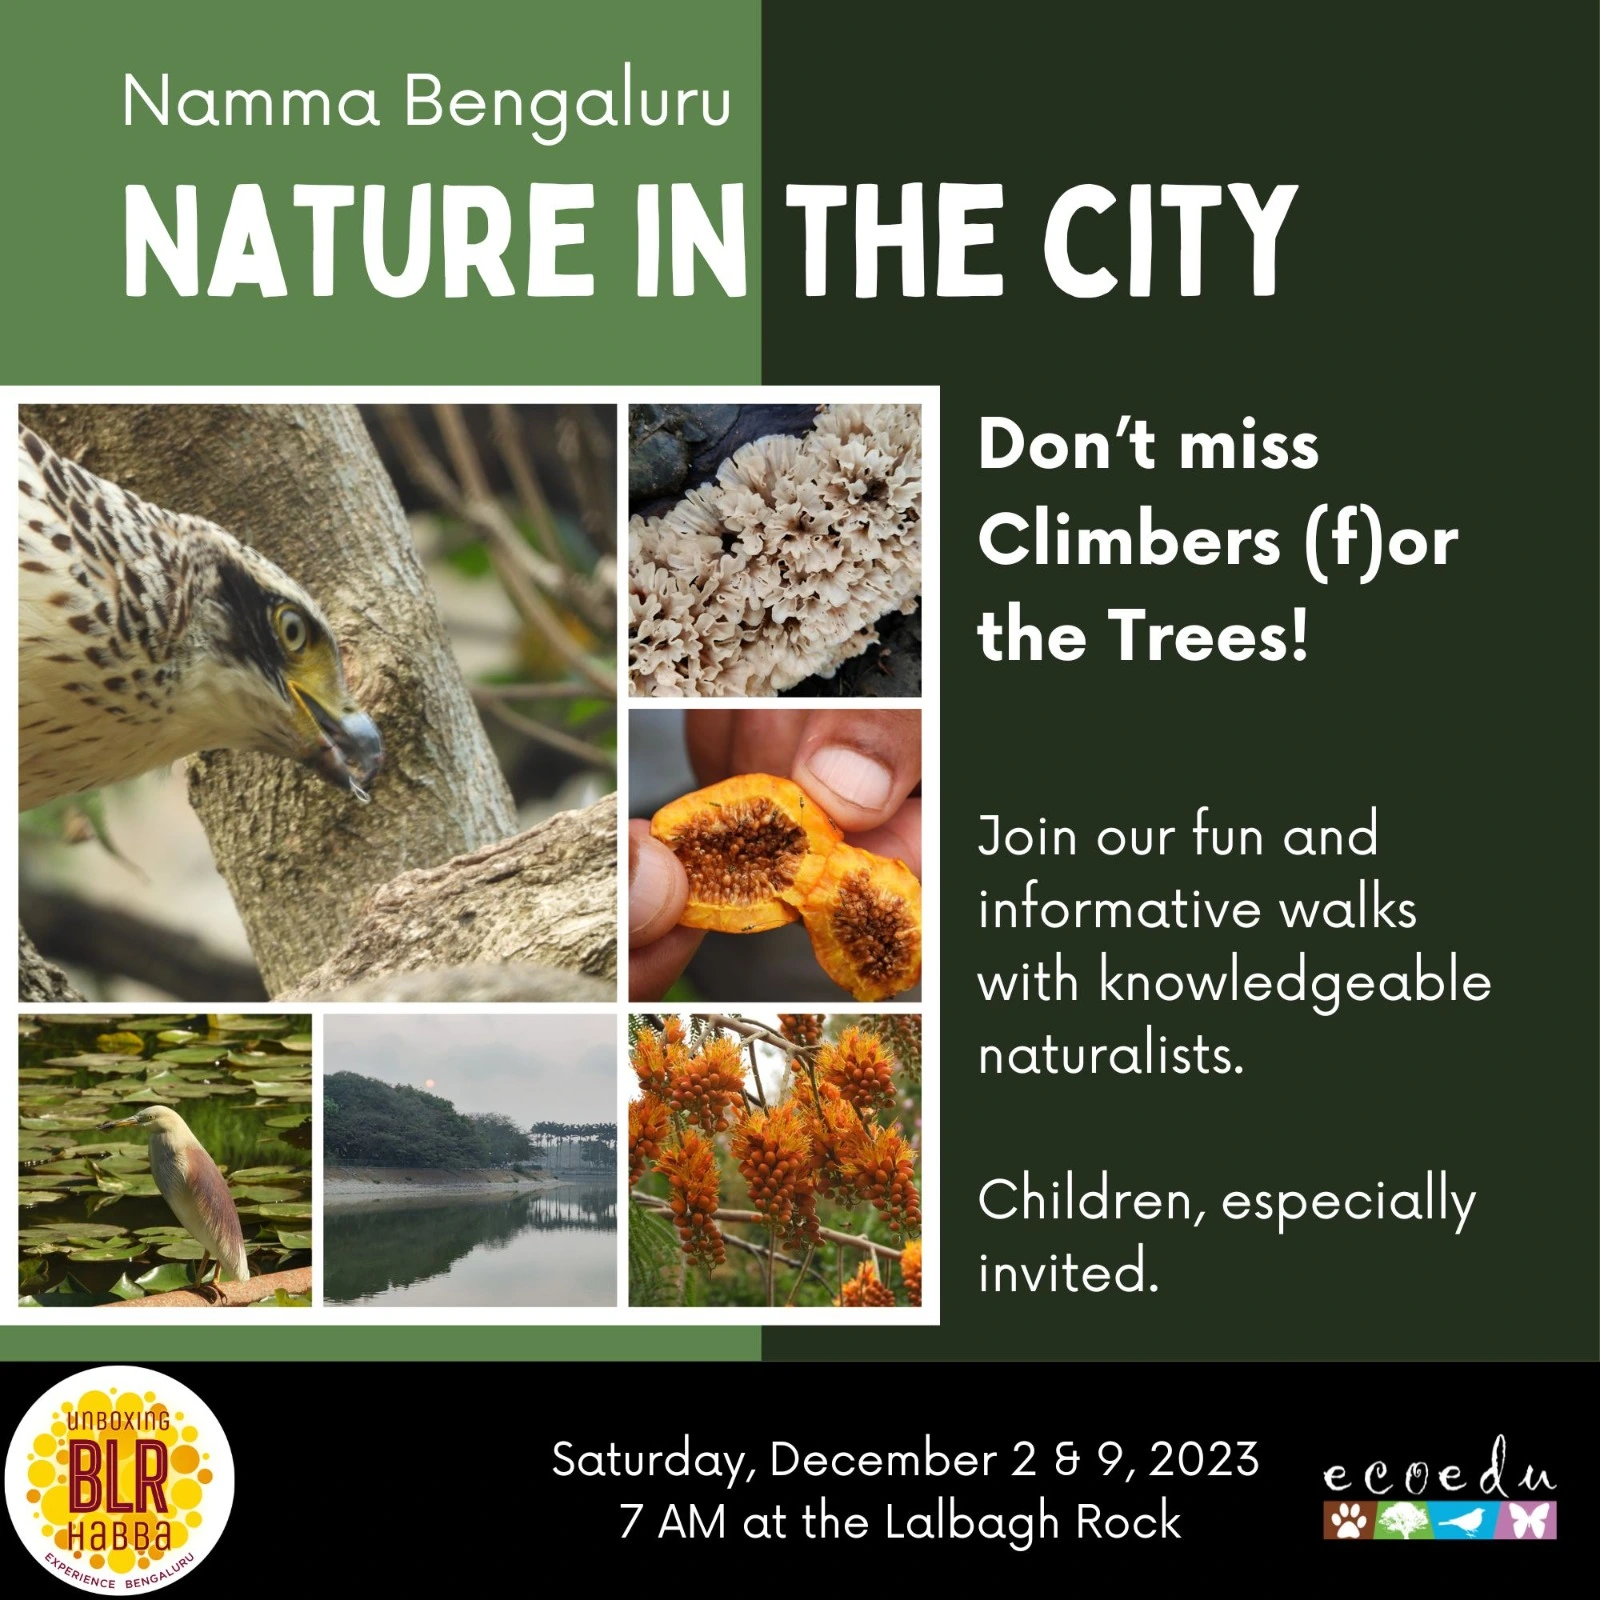 Namma Bengaluru
NATURE IN THE CITY
Don't miss
Climbers (f)or
the Trees!
Join our fun and
informative walks
with knowledgeable
naturalists.
Children, especially
invited.
UNBOXING
BLR
HABBA
EXPERIENCE BENGALURU
Saturday, December 2 & 9, 2023
7 AM at the Lalbagh Rock
ecoedu